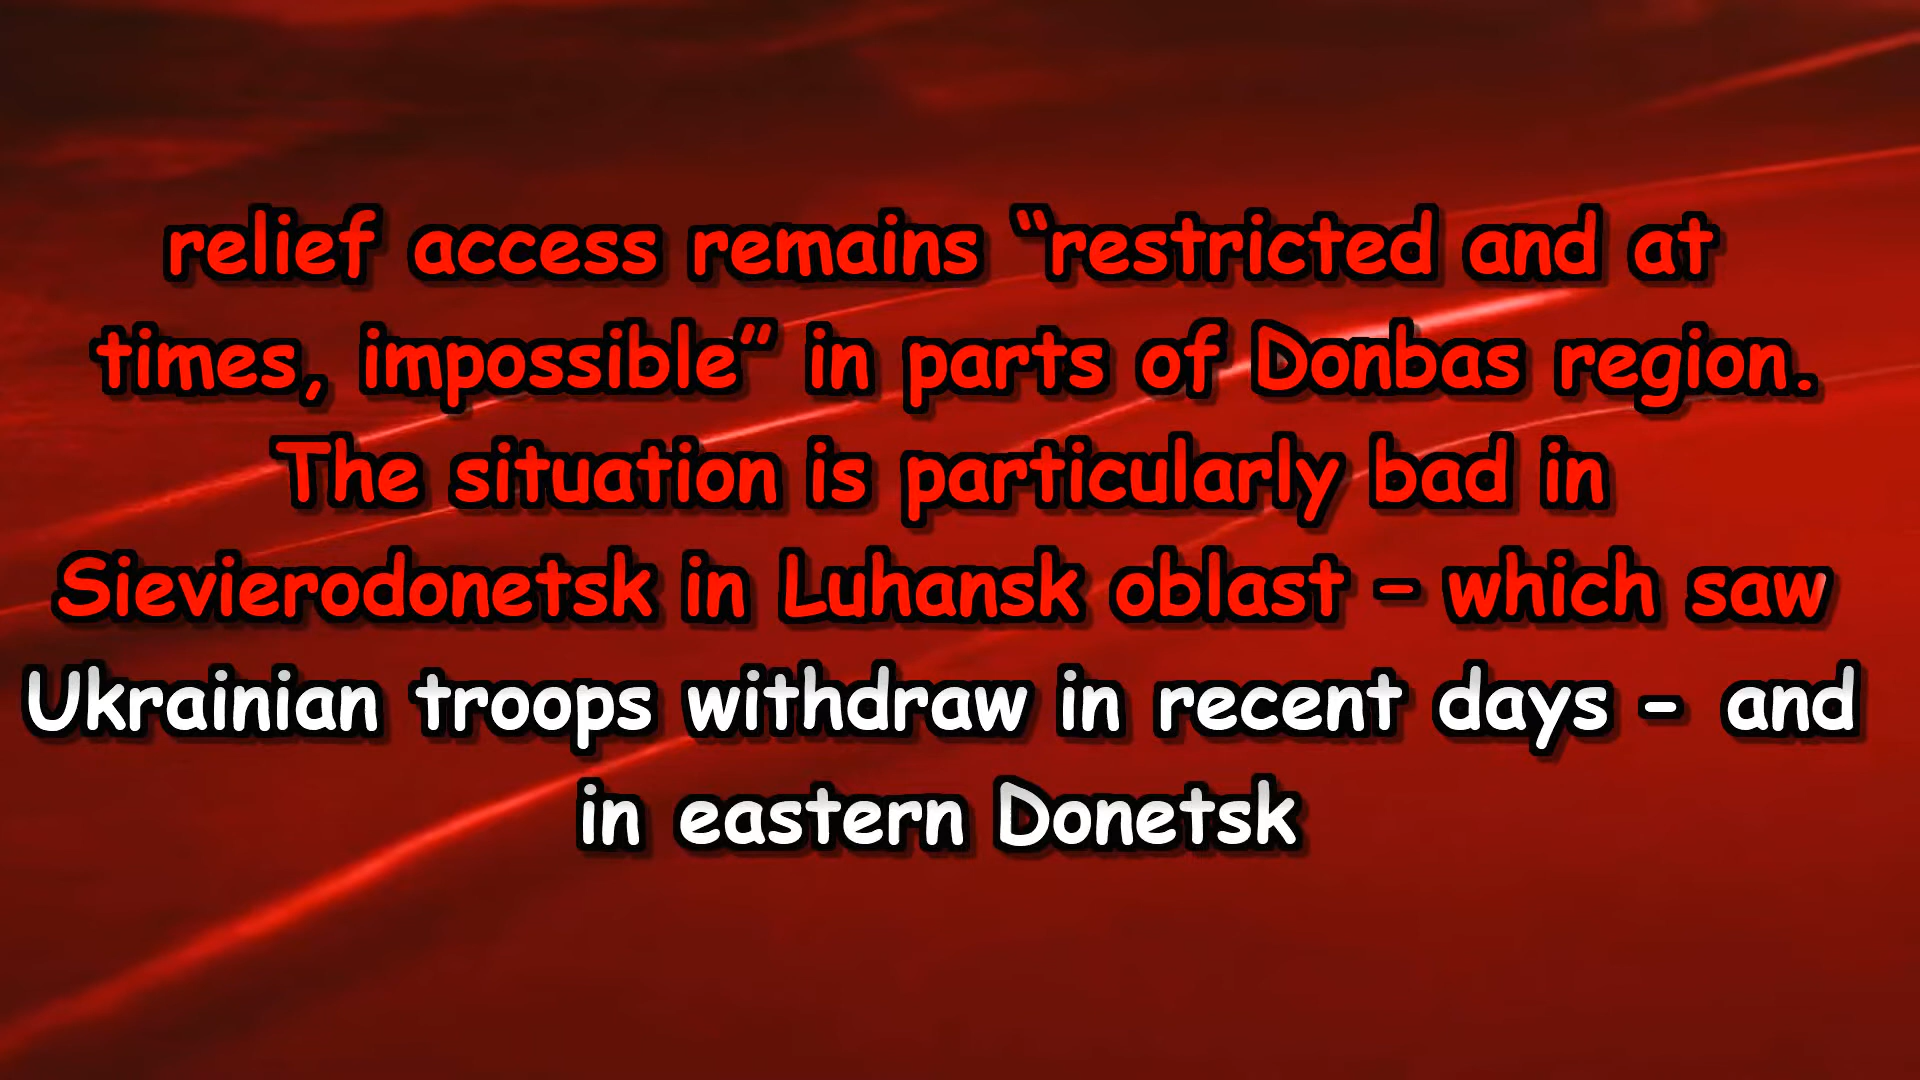 relief access remains “restricted and at
times, impossible” in parts of Donbas region.
The situation is particularly bad in
Sievierodonetsk in Luhansk oblast – which saw
Ukrainian troops withdraw in recent days – and
in eastern Donetsk